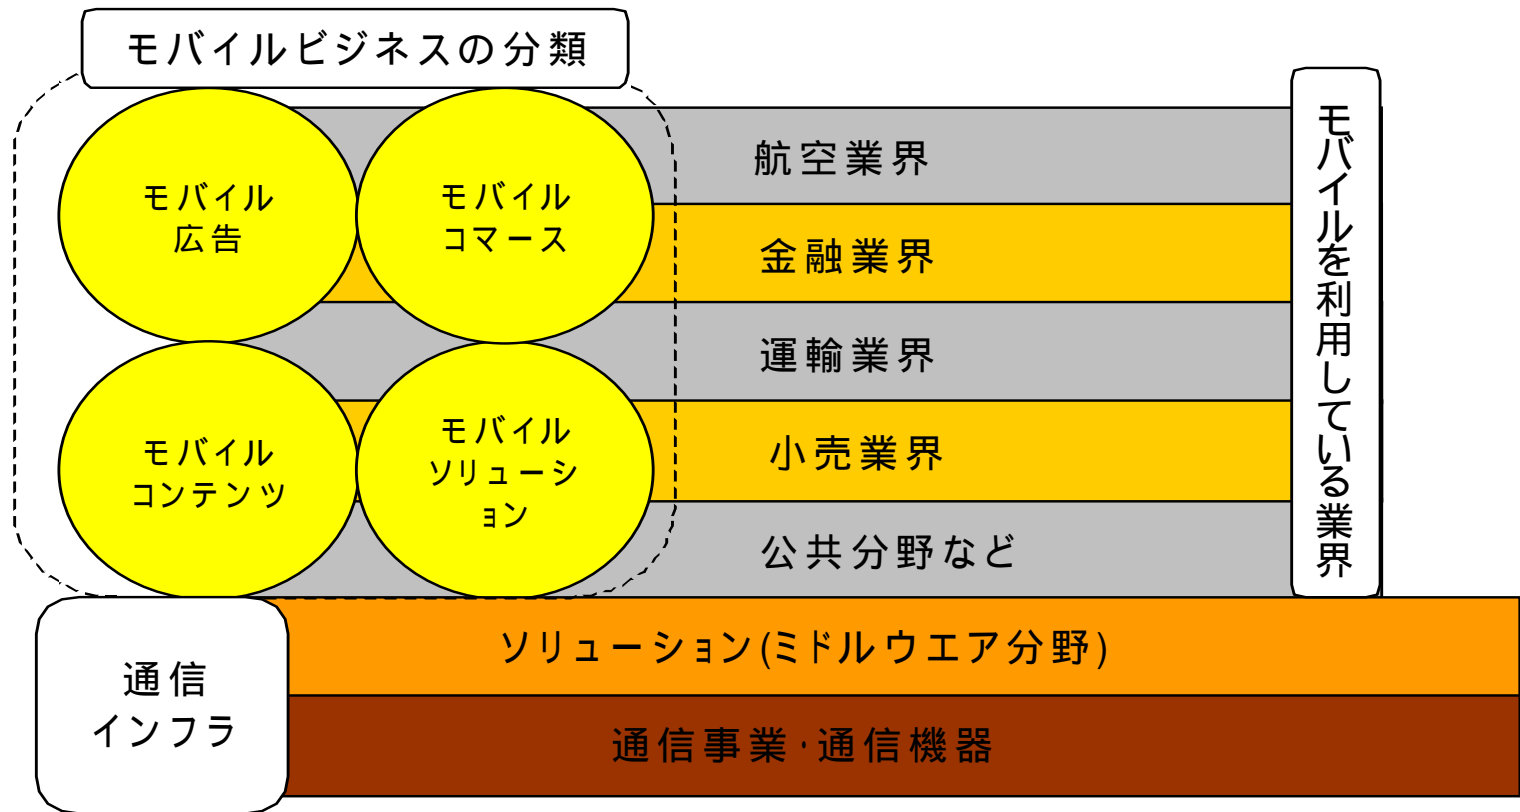 モバイルビジネスの分類
モバイル
広告
モバイル
コマース
モバイル
コンテンツ
モバイル
ソリューシ
ョン
航空業界
金融業界
運輸業界
小売業界
公共分野など
モバイルを利用している業界
通信
インフラ
ソリューション(ミドルウエア分野)
通信事業・通信機器